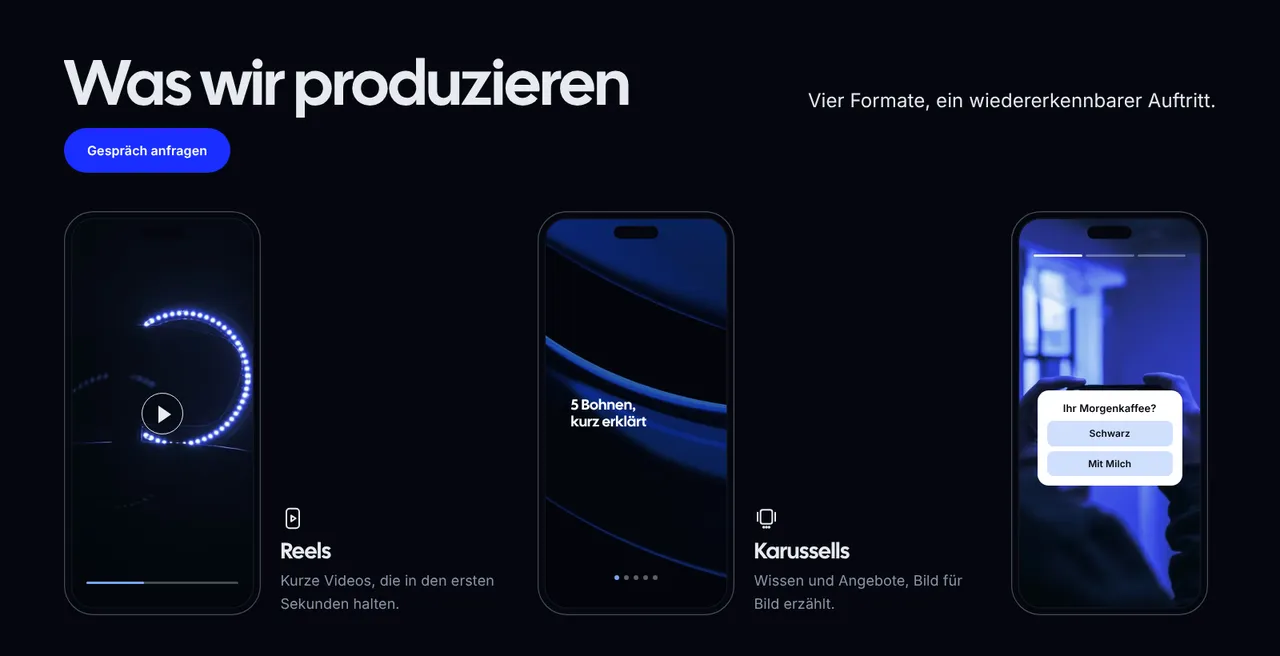 Was wir produzieren
Vier Formate, ein wiedererkennbarer Auftritt.
Gespräch anfragen
Reels
Kurze Videos, die in den ersten
Sekunden halten.
5 Bohnen,
kurz erklärt
Karussells
Wissen und Angebote, Bild für
Bild erzählt.
Ihr Morgenkaffee?
Schwarz
Mit Milch